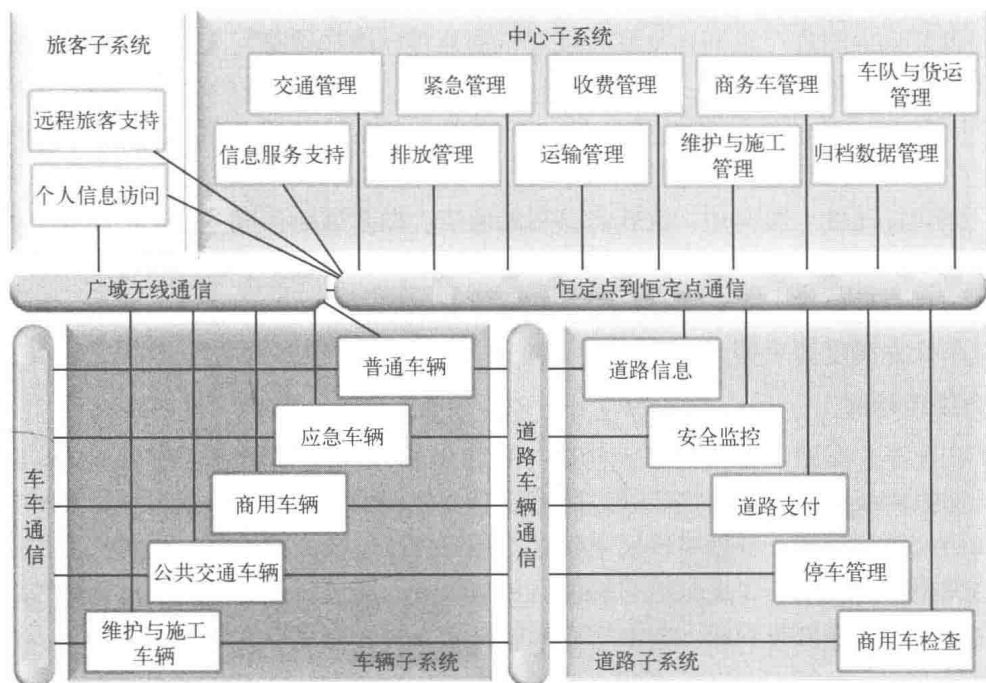 旅客子系统
远程旅客支持
个人信息访问
中心子系统
交通管理
紧急管理
收费管理
商务车管理
车队与货运
管理
信息服务支持
排放管理
运输管理
维护与施工
管理
归档数据管理
广域无线通信
恒定点到恒定点通信
车车通信
普通车辆
应急车辆
商用车辆
公共交通车辆
维护与施工
车辆
车辆子系统
道路车辆通信
道路信息
安全监控
道路支付
停车管理
商用车检查
道路子系统